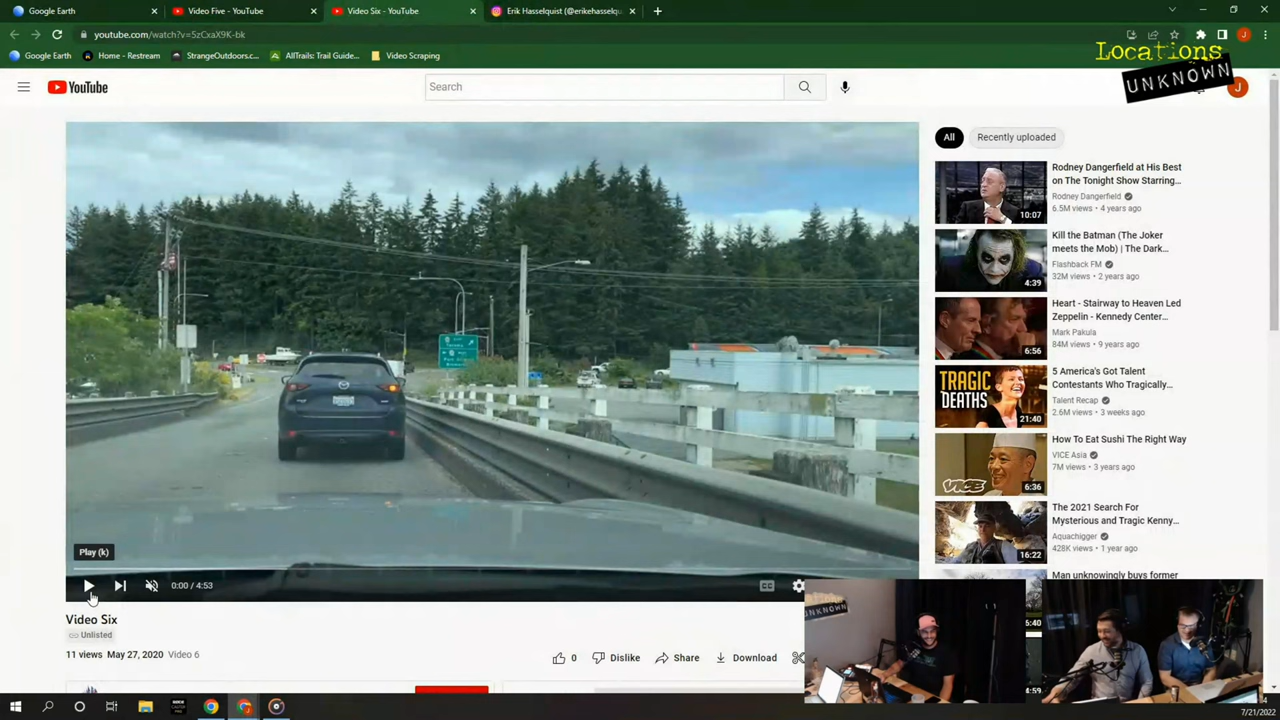 Google Earth
Video Five - YouTube
Video Six - YouTube
Erik Hasselquist (@erikehasselqu
youtube.com/watch?v=5zCxaX9K-bk
Google Earth
Home - Restream
StrangeOutdoors.c...
AllTrails: Trail Guide...
Video Scraping
Locations
UNKNOWN
YouTube
Search
J
All
Recently uploaded
Rodney Dangerfield at His Best
on The Tonight Show Starring...
Rodney Dangerfield
6.5M views • 4 years ago
10:07
Kill the Batman (The Joker
meets the Mob) | The Dark...
Flashback FM
32M views • 2 years ago
4:39
Heart - Stairway to Heaven Led
Zeppelin - Kennedy Center...
Mark Pakula
84M views • 9 years ago
6:56
TRAGIC
DEATHS
5 America's Got Talent
Contestants Who Tragically...
Talent Recap
2.6M views • 3 weeks ago
21:40
How To Eat Sushi The Right Way
VICE Asia
7M views • 3 years ago
VICE
6:36
The 2021 Search For
Mysterious and Tragic Kenny...
Aquachigger
428K views • 1 year ago
16:22
Man unknowingly buys former
6:40
4:59
Play (k)
0:00 / 4:53
CC
Video Six
Unlisted
11 views May 27, 2020 Video 6
0
Dislike
Share
Download
UNKNOWN
7/21/2022